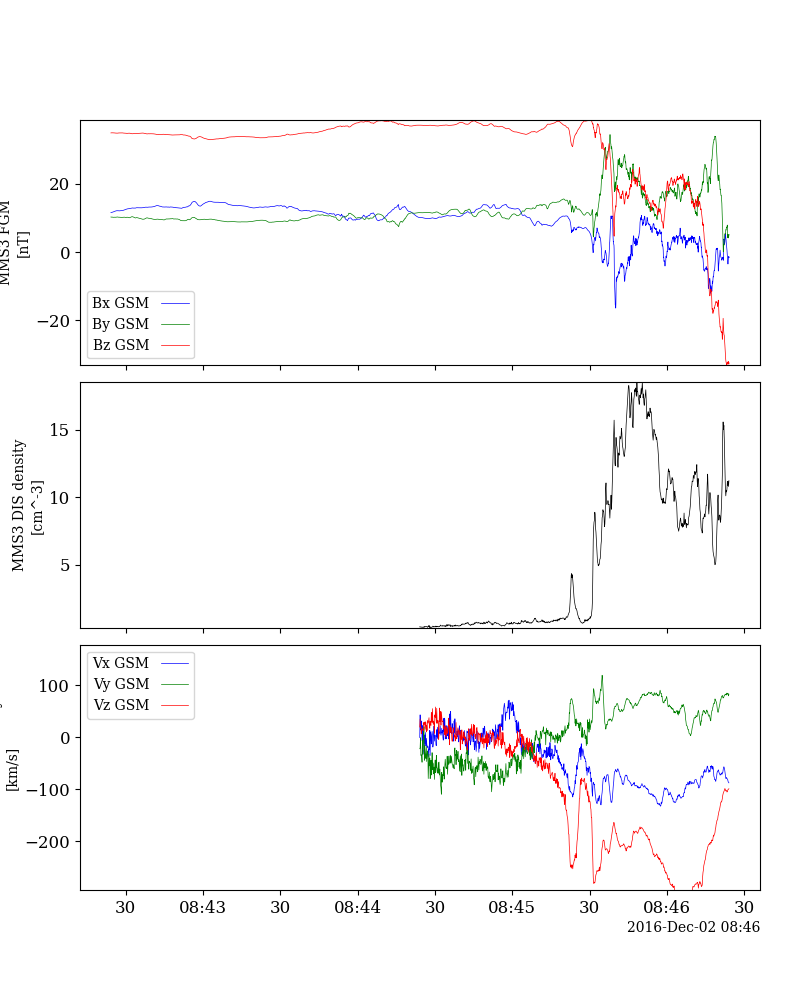 MMS3 FGM
[nT]
20
0
−20
Bx GSM
By GSM
Bz GSM
MMS3 DIS density
[cm^-3]
15
10
5
[km/s]
100
0
−100
−200
Vx GSM
Vy GSM
Vz GSM
30 08:43 30 08:44 30 08:45 30 08:46 30
2016-Dec-02 08:46